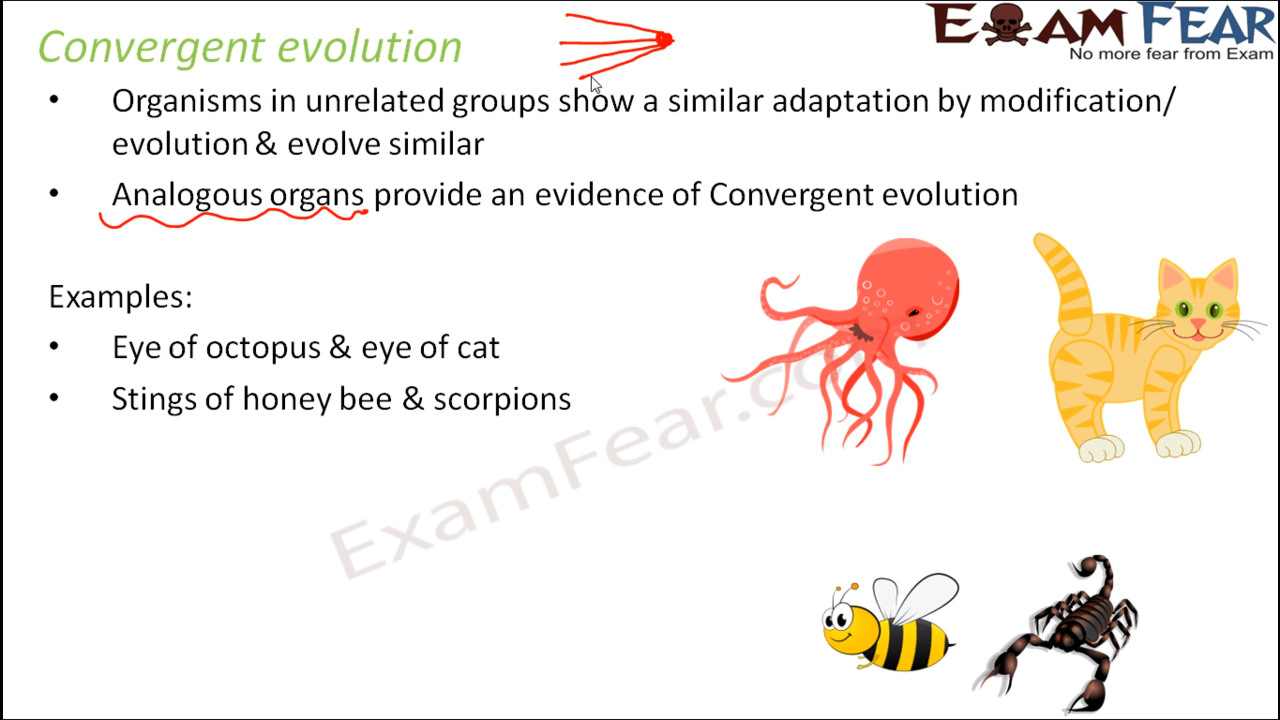 Convergent evolution
EXAM FEAR
No more fear from Exam
• Organisms in unrelated groups show a similar adaptation by modification/
evolution & evolve similar
• Analogous organs provide an evidence of Convergent evolution
Examples:
• Eye of octopus & eye of cat
• Stings of honey bee & scorpions
ExamFear.com